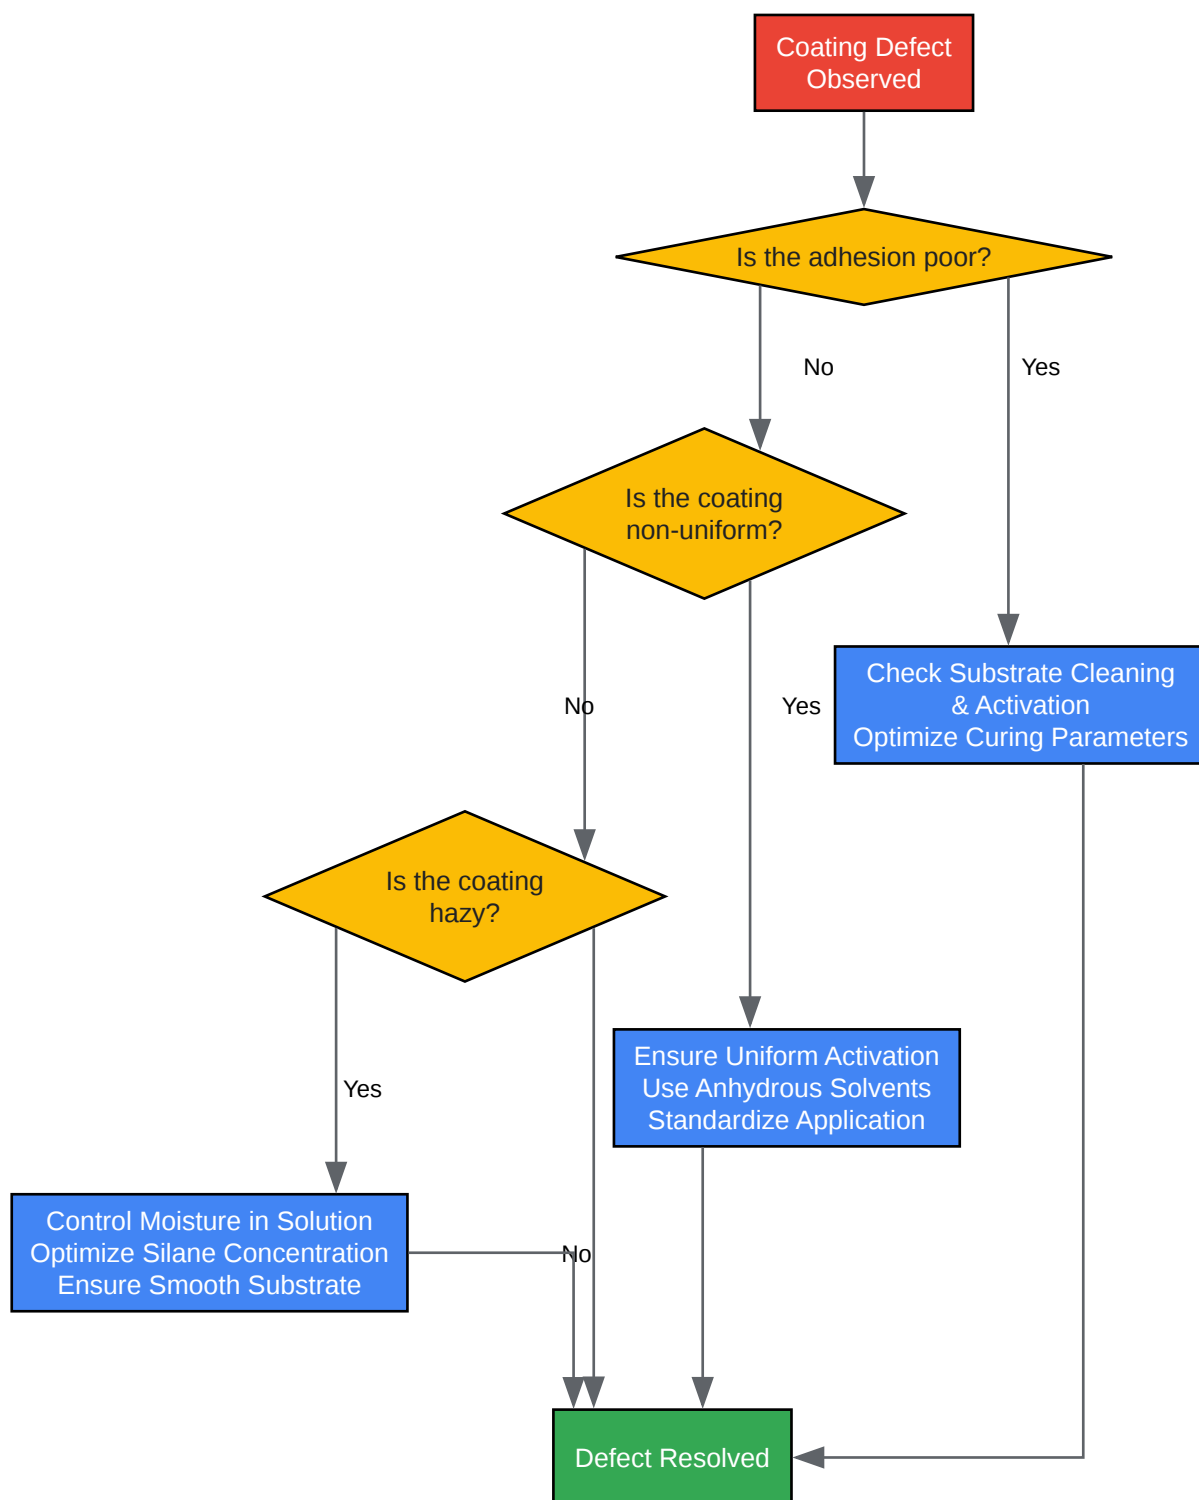 Coating Defect
Observed
Is the adhesion poor?
No
Yes
Is the coating
non-uniform?
Check Substrate Cleaning
& Activation
Optimize Curing Parameters
No
Yes
Is the coating
hazy?
Ensure Uniform Activation
Use Anhydrous Solvents
Standardize Application
Yes
Control Moisture in Solution
Optimize Silane Concentration
Ensure Smooth Substrate
No
Defect Resolved